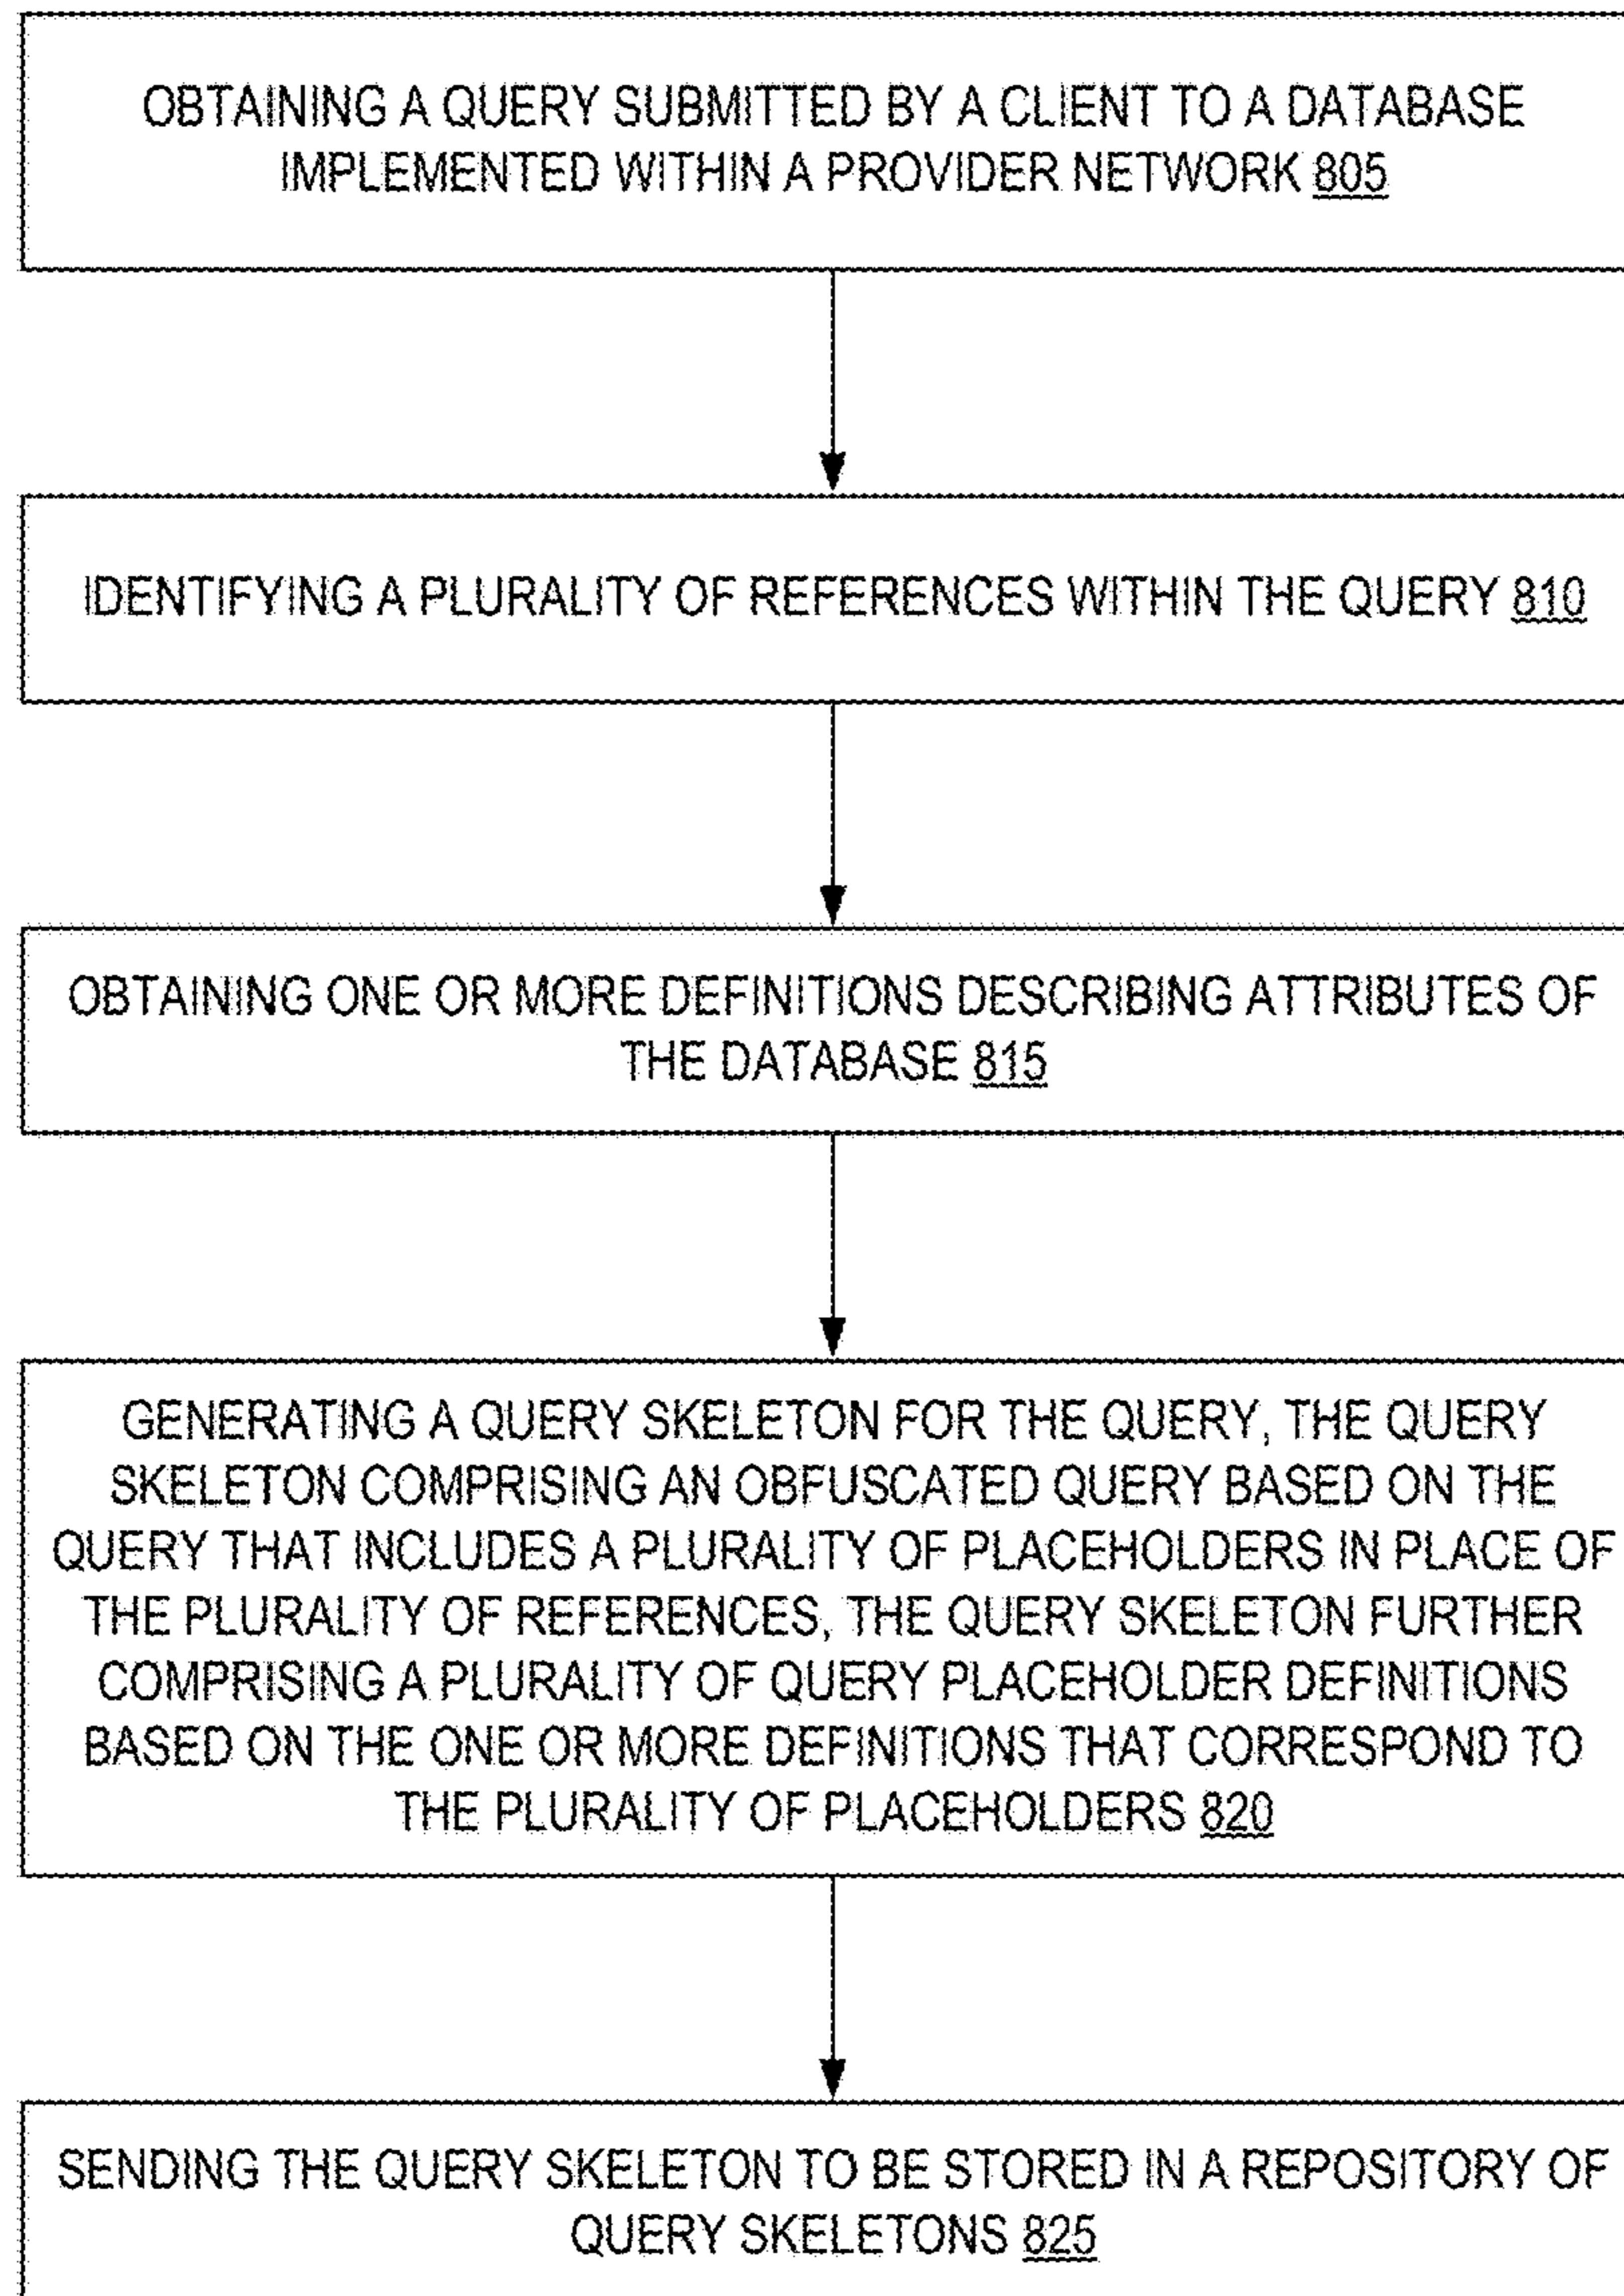 OBTAINING A QUERY SUBMITTED BY A CLIENT TO A DATABASE
IMPLEMENTED WITHIN A PROVIDER NETWORK 805
IDENTIFYING A PLURALITY OF REFERENCES WITHIN THE QUERY 810
OBTAINING ONE OR MORE DEFINITIONS DESCRIBING ATTRIBUTES OF
THE DATABASE 815
GENERATING A QUERY SKELETON FOR THE QUERY, THE QUERY
SKELETON COMPRISING AN OBFUSCATED QUERY BASED ON THE
QUERY THAT INCLUDES A PLURALITY OF PLACEHOLDERS IN PLACE OF
THE PLURALITY OF REFERENCES, THE QUERY SKELETON FURTHER
COMPRISING A PLURALITY OF QUERY PLACEHOLDER DEFINITIONS
BASED ON THE ONE OR MORE DEFINITIONS THAT CORRESPOND TO
THE PLURALITY OF PLACEHOLDERS 820
SENDING THE QUERY SKELETON TO BE STORED IN A REPOSITORY OF
QUERY SKELETONS 825